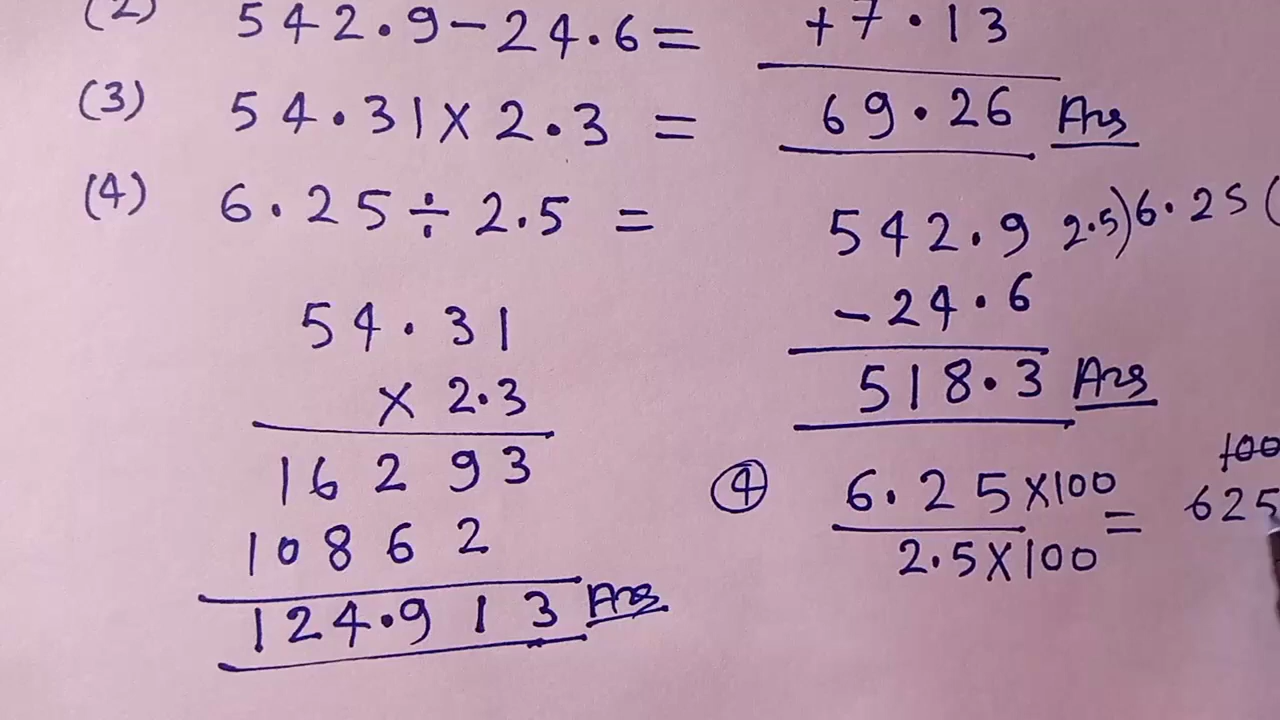 (2) 542.9-24.6=
+7.13
(3) 54.31×2.3 =
69.26 Ans
(4) 6.25÷2.5 =
2.5)6.25(
542.9
-24.6
518.3 Ans
54.31
×2.3
16293
10862
124.913 Ans
④ 6.25×100
2.5×100
=
100
625